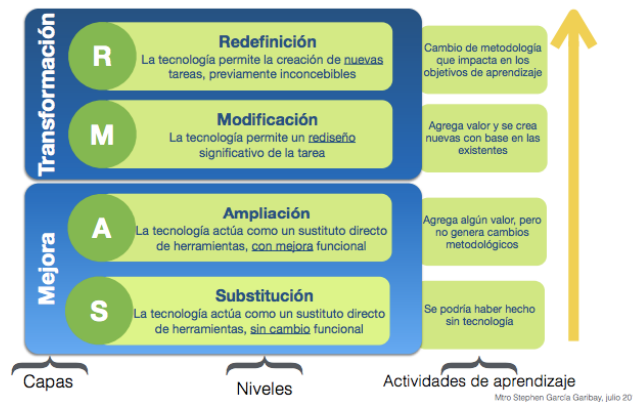 Transformación
R
Redefinición
La tecnología permite la creación de nuevas
tareas, previamente inconcebibles
Cambio de metodología
que impacta en los
objetivos de aprendizaje
M
Modificación
La tecnología permite un rediseño
significativo de la tarea
Agrega valor y se crea
nuevas con base en las
existentes
Mejora
A
Ampliación
La tecnología actúa como un sustituto directo
de herramientas, con mejora funcional
Agrega algún valor, pero
no genera cambios
metodológicos
S
Substitución
La tecnología actúa como un sustituto directo
de herramientas, sin cambio funcional
Se podría haber hecho
sin tecnología
Capas
Niveles
Actividades de aprendizaje
Mtro Stephen García Garibay, julio 20